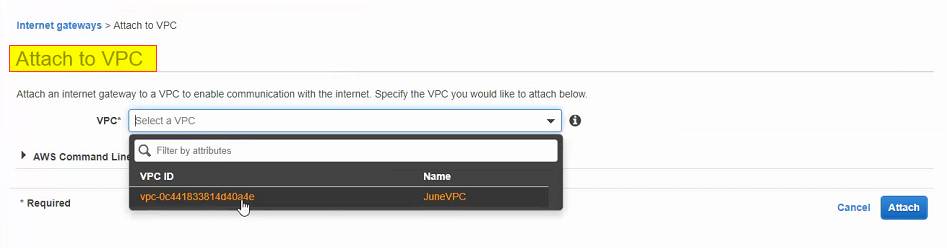 Internet gateways > Attach to VPC
Attach to VPC
Attach an internet gateway to a VPC to enable communication with the internet. Specify the VPC you would like to attach below.
VPC*
Select a VPC
Filter by attributes
AWS Command Line
VPC ID Name
vpc-0c441833814d40a4e JuneVPC
* Required
Cancel Attach